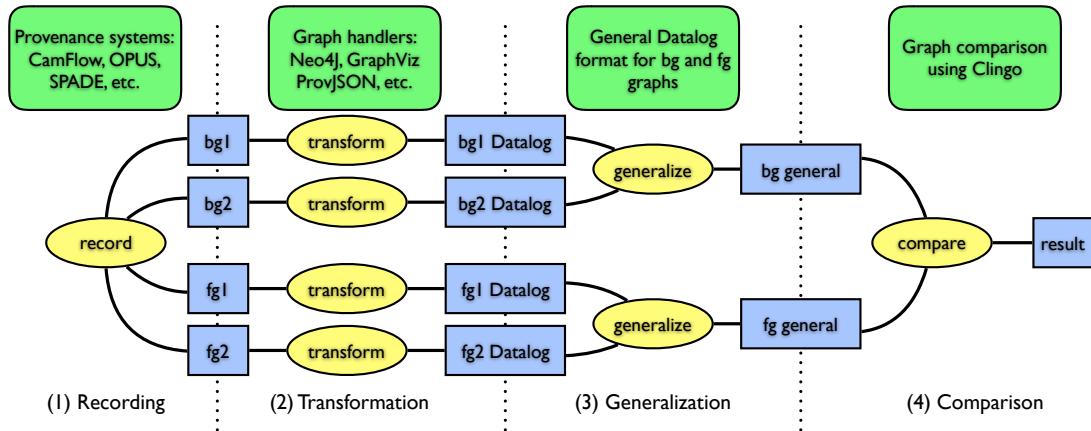 Provenance systems:
CamFlow, OPUS,
SPADE, etc.
Graph handlers:
Neo4J, GraphViz
ProvJSON, etc.
General Datalog
format for bg and fg
graphs
Graph comparison
using Clingo
bg1
transform
bg1 Datalog
generalize
bg general
bg2
transform
bg2 Datalog
record
compare
result
fg1
transform
fg1 Datalog
generalize
fg general
fg2
transform
fg2 Datalog
(1) Recording
(2) Transformation
(3) Generalization
(4) Comparison